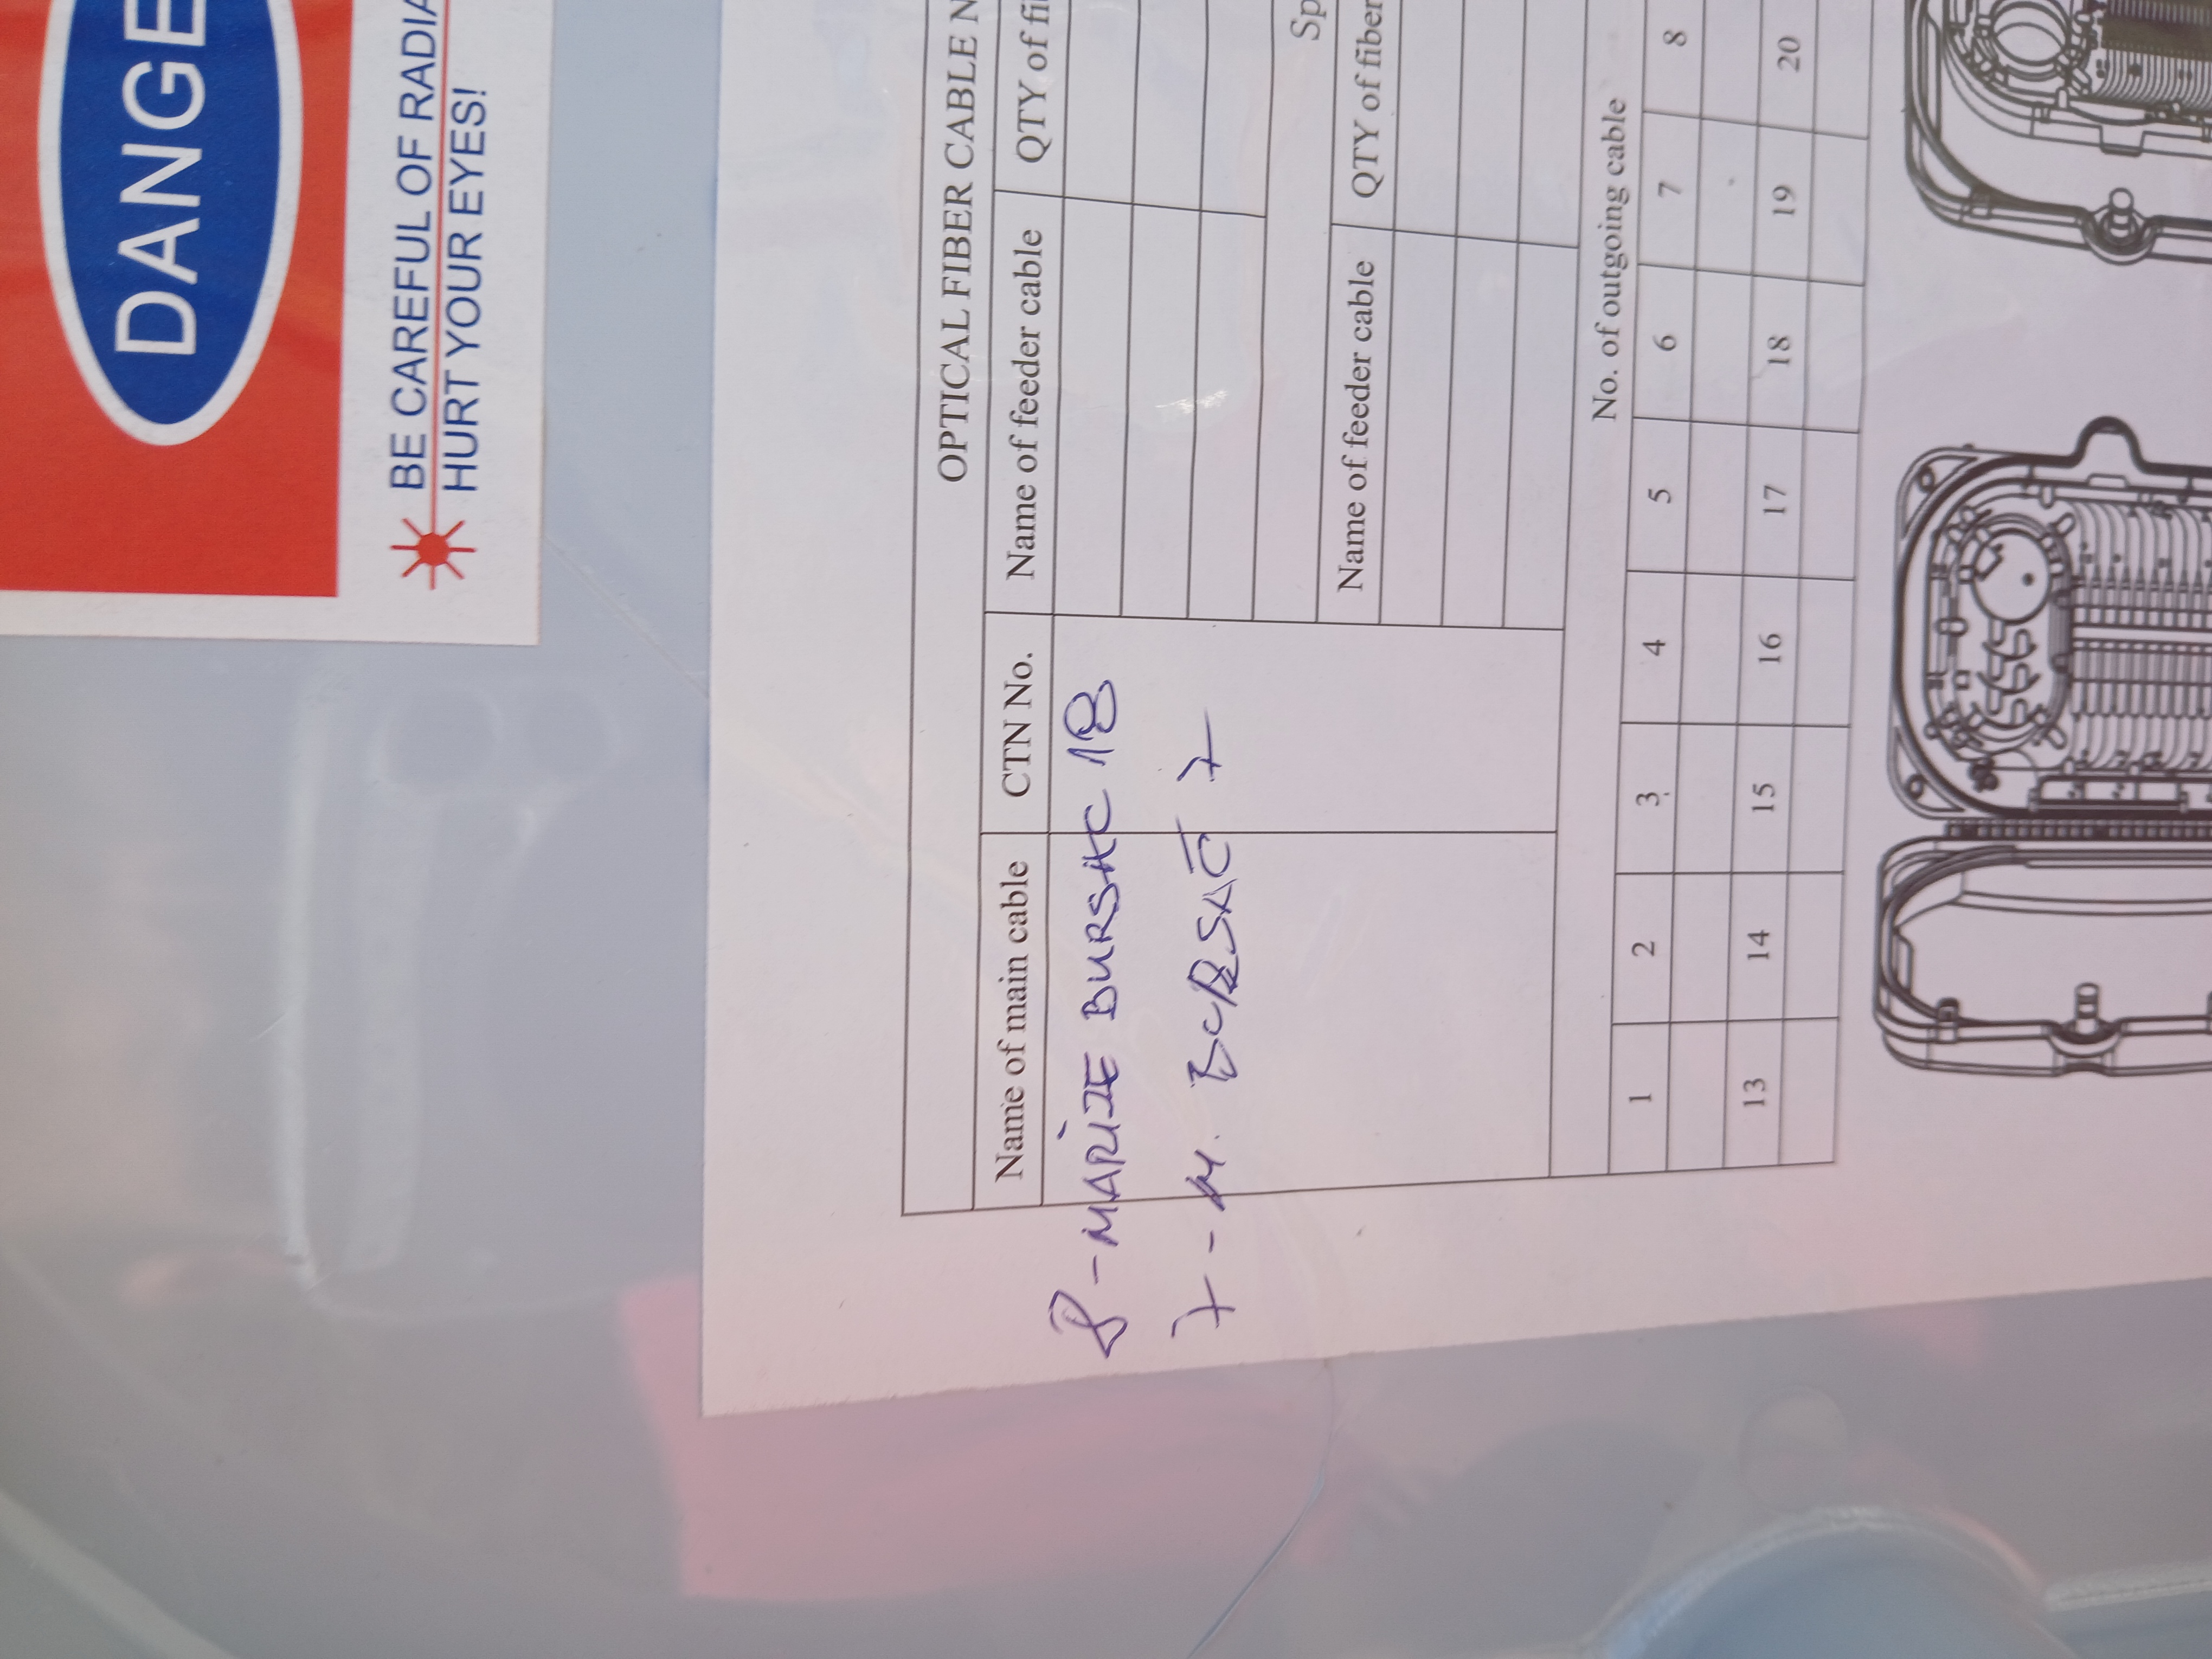 DANGE
BE CAREFUL OF RADIA
HURT YOUR EYES!
OPTICAL FIBER CABLE N
Name of main cable CTN No. Name of feeder cable QTY of fi
8 - MARIJE BURSAC 18
7 - M. BURSAĆ 7
Sp
Name of feeder cable QTY of fiber
No. of outgoing cable
1 2 3 4 5 6 7 8
13 14 15 16 17 18 19 20